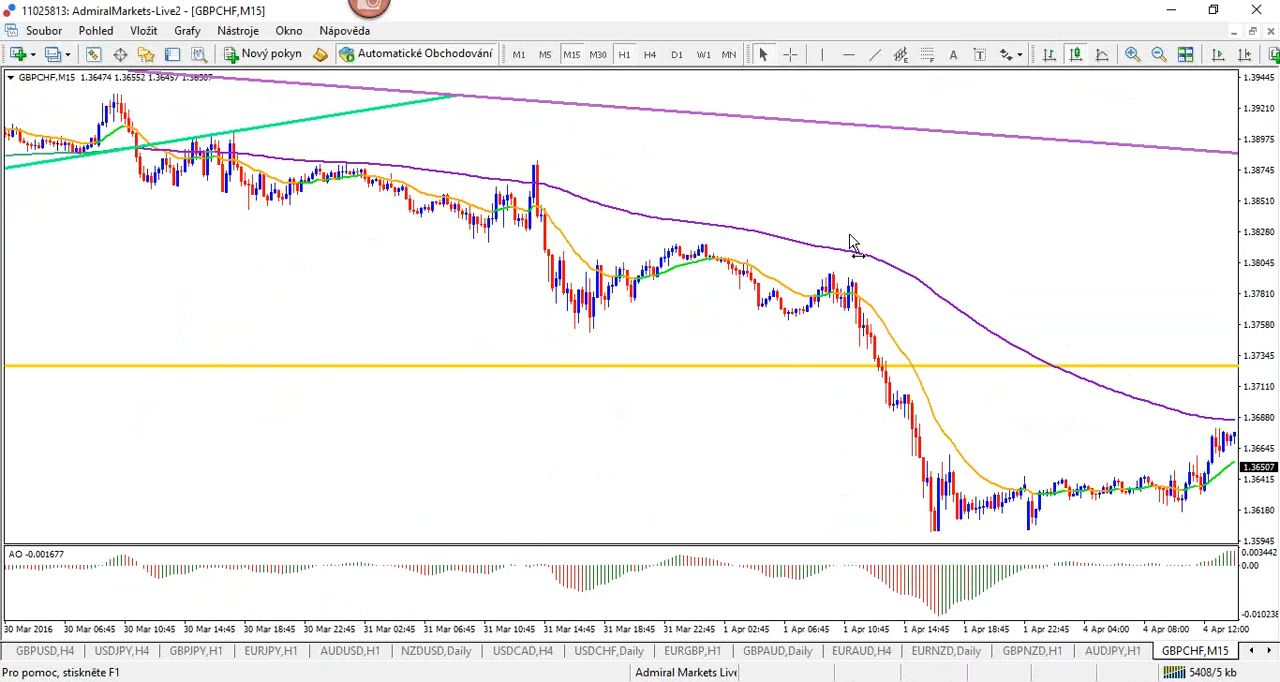 11025813: AdmiralMarkets-Live2 - [GBPCHF,M15]
Soubor Pohled Vložit Grafy Nástroje Okno Nápověda
Nový pokyn Automatické Obchodování M1 M5 M15 M30 H1 H4 D1 W1 MN A T
GBPCHF,M15 1.36474 1.36552 1.36457 1.36507
1.39445
1.39210
1.38975
1.38745
1.38510
1.38280
1.38045
1.37810
1.37580
1.37345
1.37110
1.36880
1.36645
1.36507
1.36415
1.36180
1.35945
AO -0.001677
0.003442
0.00
-0.010238
30 Mar 2016 30 Mar 06:45 30 Mar 10:45 30 Mar 14:45 30 Mar 18:45 30 Mar 22:45 31 Mar 02:45 31 Mar 06:45 31 Mar 10:45 31 Mar 14:45 31 Mar 18:45 31 Mar 22:45 1 Apr 02:45 1 Apr 06:45 1 Apr 10:45 1 Apr 14:45 1 Apr 18:45 1 Apr 22:45 4 Apr 04:00 4 Apr 08:00 4 Apr 12:00
GBPUSD,H4 USDJPY,H4 GBPJPY,H1 EURJPY,H1 AUDUSD,H1 NZDUSD,Daily USDCAD,H4 USDCHF,Daily EURGBP,H1 GBPAUD,Daily EURAUD,H4 EURNZD,Daily GBPNZD,H1 AUDJPY,H1 GBPCHF,M15
Pro pomoc, stiskněte F1 Admiral Markets Live 5408/5 kb